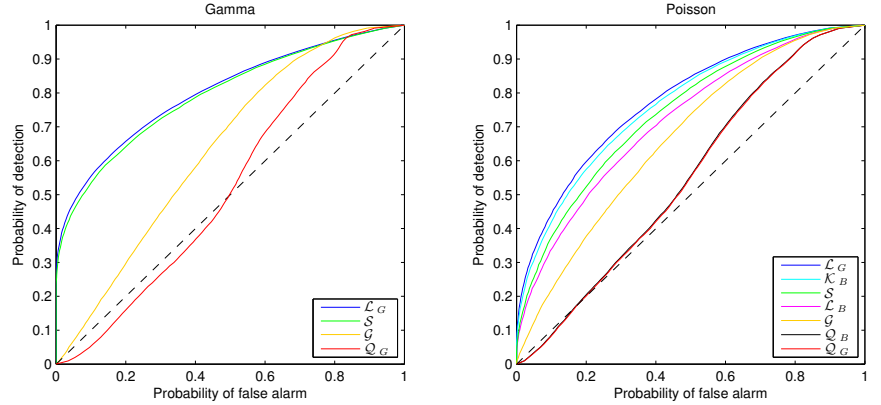 Gamma
Probability of detection
1
0.9
0.8
0.7
0.6
0.5
0.4
0.3
0.2
0.1
0
0 0.2 0.4 0.6 0.8 1
Probability of false alarm
ℒ G
𝒮
𝒢
𝒬 G
Poisson
Probability of detection
1
0.9
0.8
0.7
0.6
0.5
0.4
0.3
0.2
0.1
0
0 0.2 0.4 0.6 0.8 1
Probability of false alarm
ℒ G
𝒦 B
𝒮
ℒ B
𝒢
𝒬 B
𝒬 G